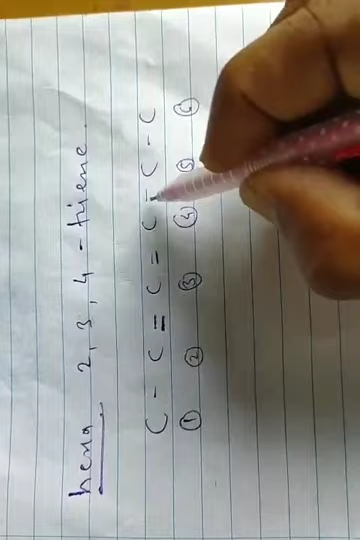 hexa 2,3,4 - triene.
C - C = C = C - C - C
① ② ③ ④ ⑤ ⑥